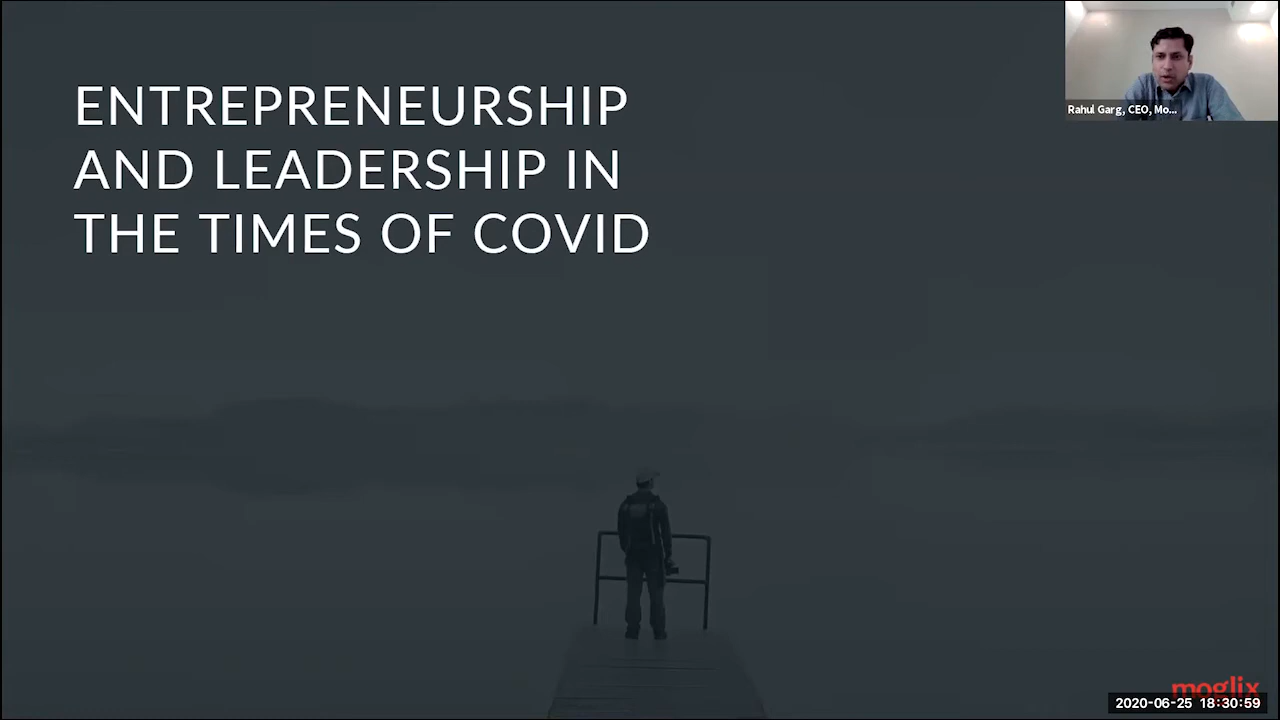 ENTREPRENEURSHIP
AND LEADERSHIP IN
THE TIMES OF COVID
Rahul Garg, CEO, Mo...
moglix
2020-06-25 18:30:59